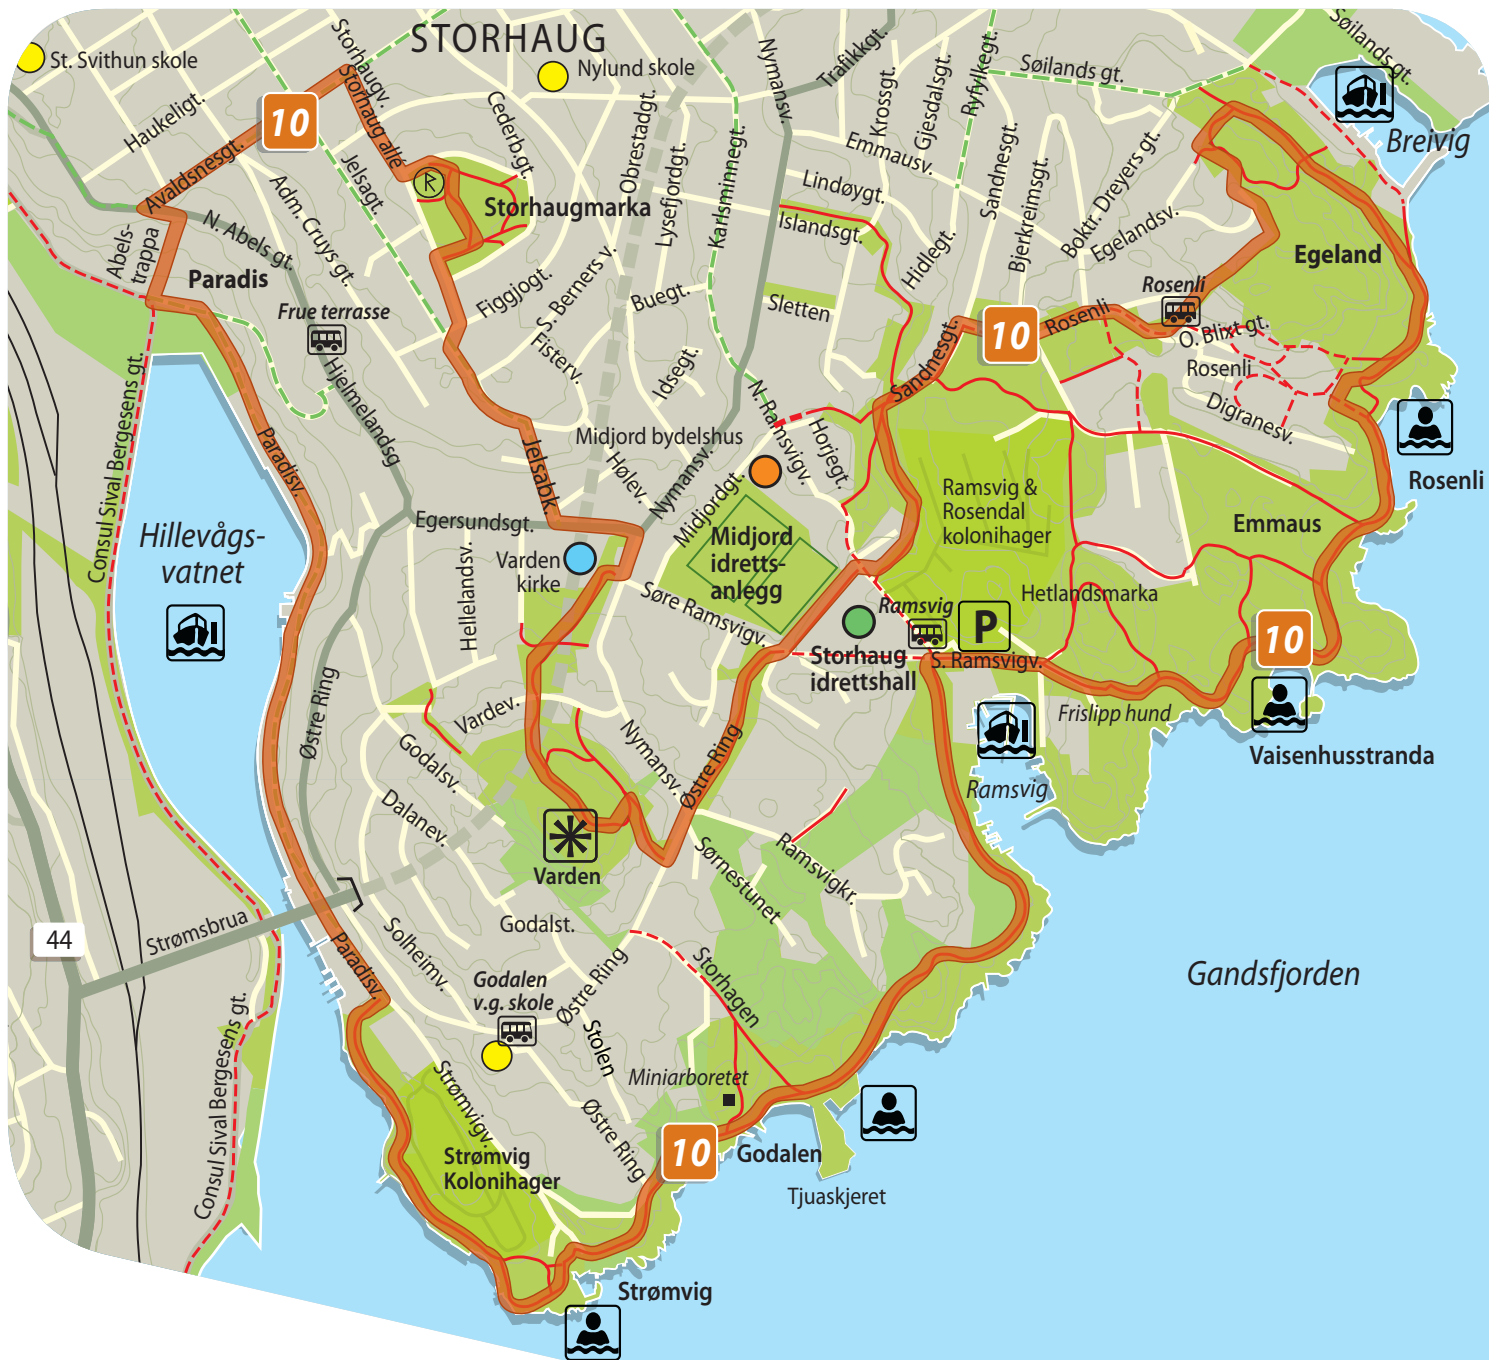 STORHAUG
St. Svithun skole
Nylund skole
Storhaugv.
Storhaug allé
Haukeligt.
10
Avaldsnesgt.
Jelsagt.
Adm. Cruys gt.
N. Abels gt.
Abels-
trappa
Paradis
Cederb.gt.
Storhaugmarka
Obrestadgt.
Lysefjordgt.
Karlsminnegt.
Nymansv.
Trafikkgt.
Krossgt.
Gjesdalsgt.
Ryfylkegt.
Søilands gt.
Søilandsgt.
Breivig
Emmausv.
Lindøygt.
Islandsgt.
Sandnesgt.
Bjerkreimsgt.
Boktr. Dreyers gt.
Egelandsv.
Hidlegt.
Egeland
Figgjogt.
S. Berners v.
Buegt.
Sletten
Fisterv.
Idsegt.
Frue terrasse
Hjelmelandsg
Rosenli
Rosenli
O. Blixt gt.
Rosenli
Digranesv.
10
Sandnesgt.
Rosenli
Consul Sival Bergesens gt.
Paradisv.
Hillevågs-
vatnet
Midjord bydelshus
Hølev.
Nymansv.
N. Ramsvigv.
Horjegt.
Midjordgt.
Jelsabk.
Egersundsgt.
Varden
kirke
Hellelandsv.
Midjord
idretts-
anlegg
Ramsvig &
Rosendal
kolonihager
Emmaus
Hetlandsmarka
Søre Ramsvigv.
Ramsvig
P
S. Ramsvigv.
Storhaug
idrettshall
10
Vaisenhusstranda
Frislipp hund
Ramsvig
Østre Ring
Vardev.
Godalsv.
Dalanev.
Nymansv.
Østre Ring
Varden
Sørnestunet
Ramsvigkr.
Godalst.
Solheimv.
Strømsbrua
44
Paradisv.
Godalen
v.g. skole
Østre Ring
Stolen
Storhagen
Gandsfjorden
Consul Sival Bergesens gt.
Strømvigv.
Miniarboretet
Østre Ring
Strømvig
Kolonihager
10
Godalen
Tjuaskjeret
Strømvig